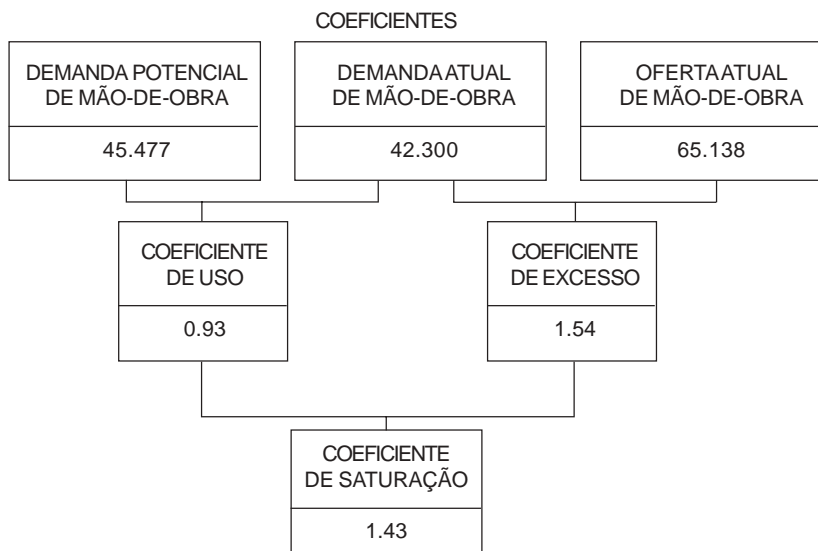 COEFICIENTES
DEMANDA POTENCIAL
DE MÃO-DE-OBRA
45.477
DEMANDA ATUAL
DE MÃO-DE-OBRA
42.300
OFERTA ATUAL
DE MÃO-DE-OBRA
65.138
COEFICIENTE
DE USO
0.93
COEFICIENTE
DE EXCESSO
1.54
COEFICIENTE
DE SATURAÇÃO
1.43